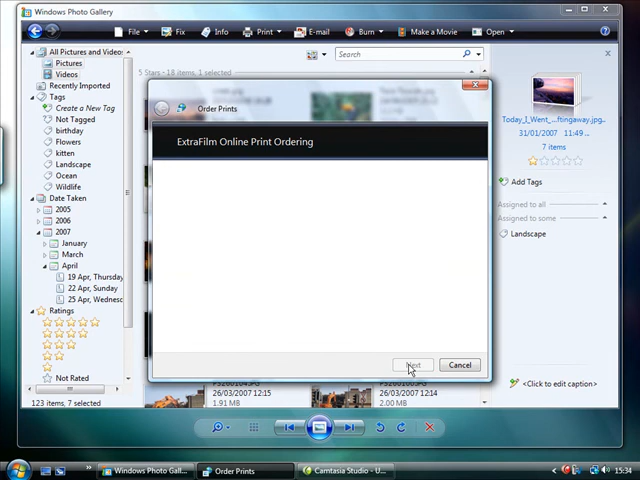 Windows Photo Gallery
File
Fix
Info
Print
E-mail
Burn
Make a Movie
Open
All Pictures and Videos
Pictures
Videos
Recently Imported
Tags
Create a New Tag
Not Tagged
birthday
Flowers
kitten
Landscape
Ocean
Wildlife
Date Taken
2005
2006
2007
January
March
April
19 Apr, Thursday
22 Apr, Sunday
25 Apr, Wednes
Ratings
Not Rated
123 items, 7 selected
Search
5 Stars - 18 items, 1 selected
Order Prints
ExtraFilm Online Print Ordering
Next
Cancel
26/03/2007 12:15
1.91 MB
26/03/2007 12:14
2.00 MB
Today_I_Went_...ftingaway.jpg..
31/01/2007 11:49 ...
7 items
Add Tags
Assigned to all
Assigned to some
Landscape
<Click to edit caption>
Windows Photo Gall...
Order Prints
Camtasia Studio - U...
15:34